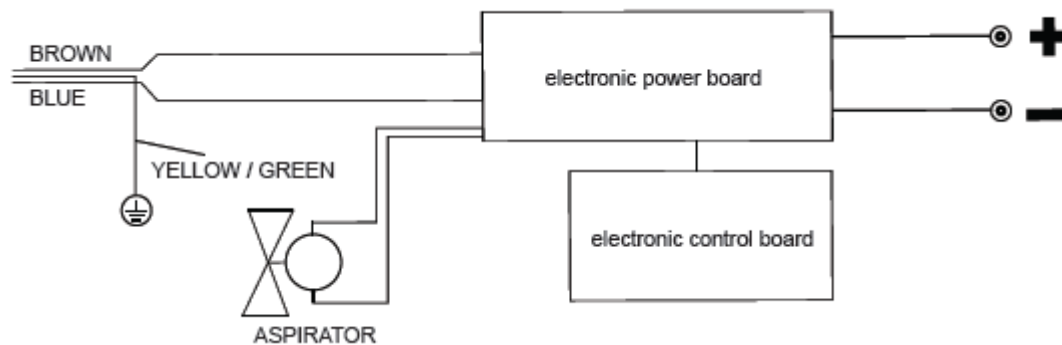 BROWN
BLUE
YELLOW / GREEN
ASPIRATOR
electronic power board
electronic control board
+
−